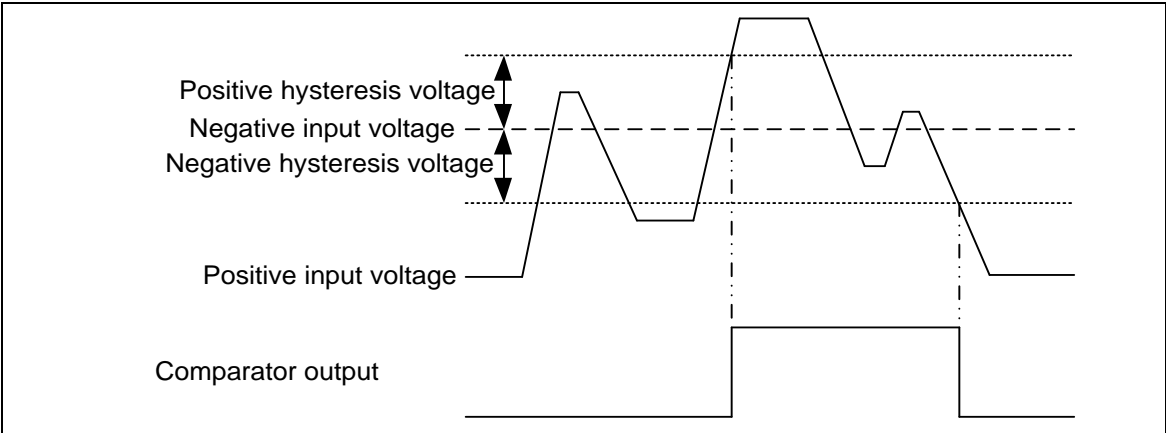 Positive hysteresis voltage
Negative input voltage
Negative hysteresis voltage
Positive input voltage
Comparator output